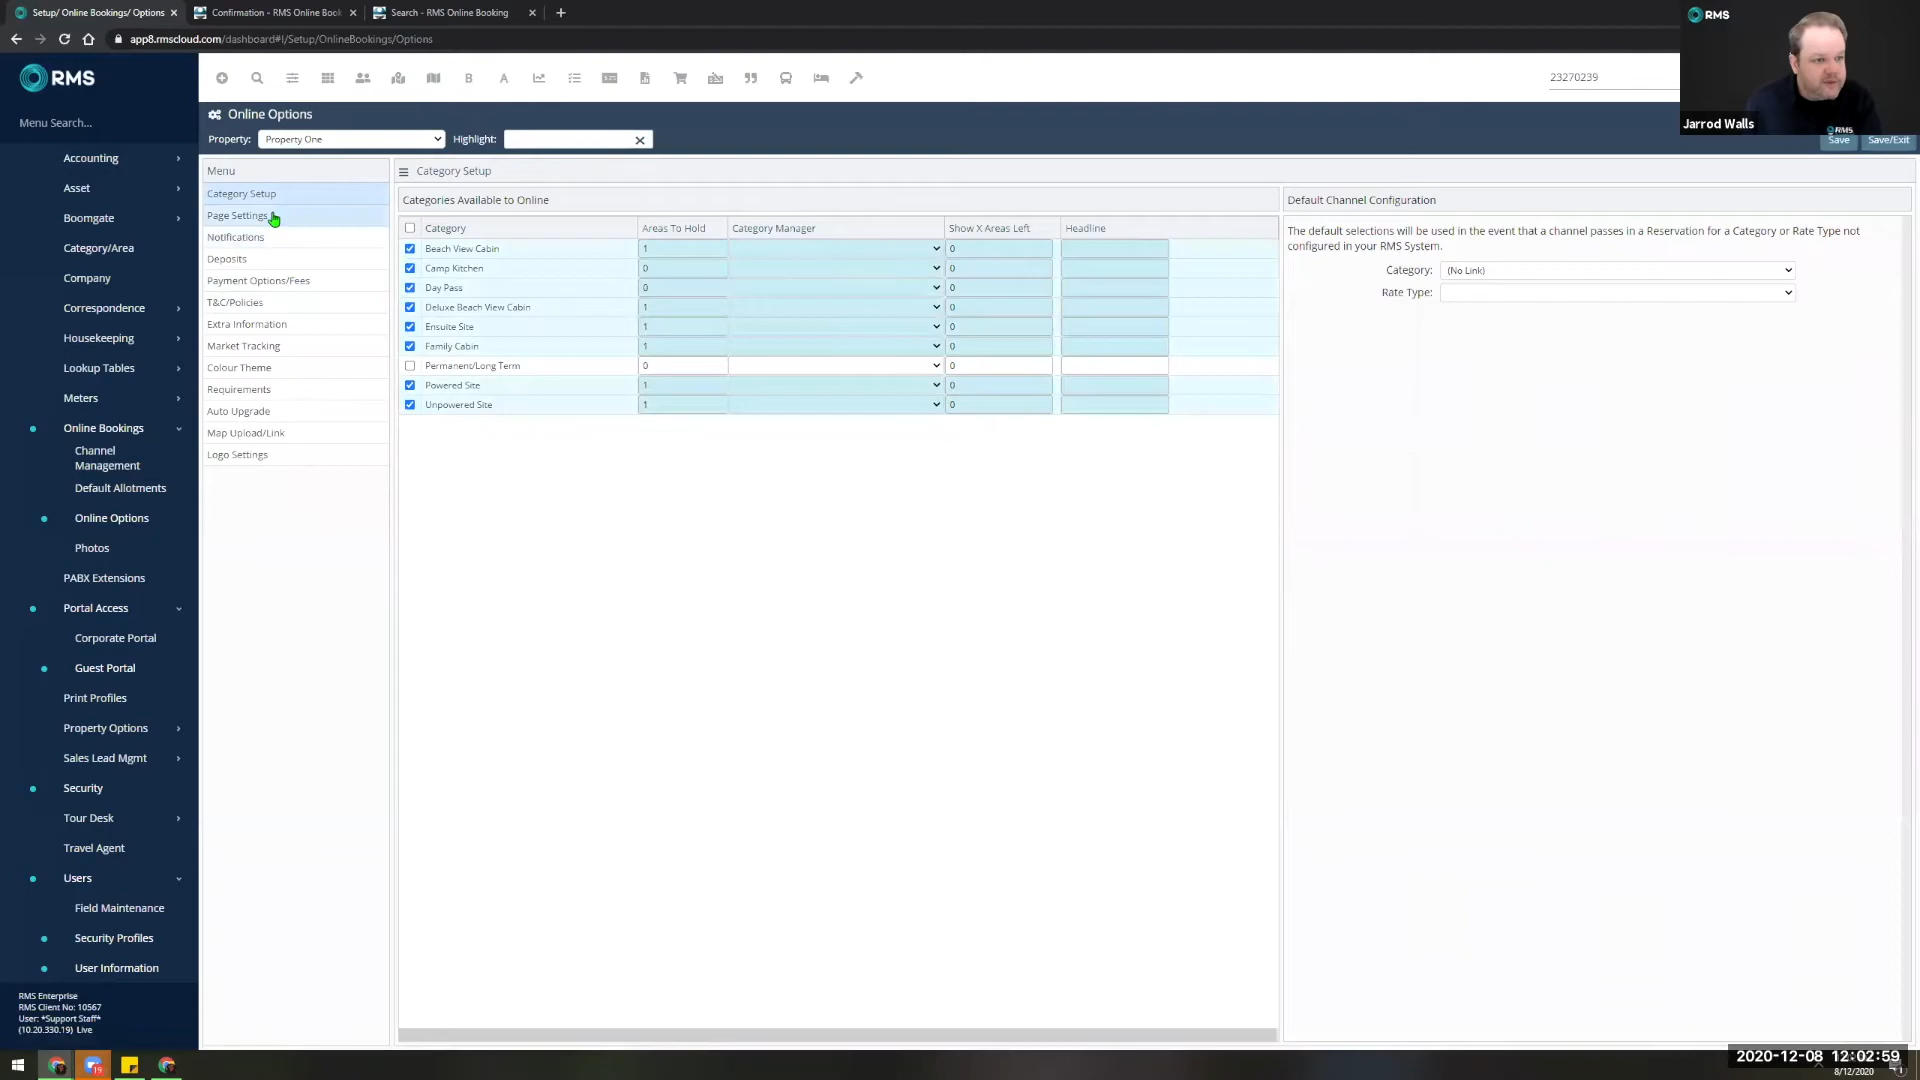 Setup/ Online Bookings/ Options
Confirmation - RMS Online Book
Search - RMS Online Booking
app8.rmscloud.com/dashboard#!/Setup/OnlineBookings/Options
RMS
Menu Search...
Accounting
Asset
Boomgate
Category/Area
Company
Correspondence
Housekeeping
Lookup Tables
Meters
Online Bookings
Channel
Management
Default Allotments
Online Options
Photos
PABX Extensions
Portal Access
Corporate Portal
Guest Portal
Print Profiles
Property Options
Sales Lead Mgmt
Security
Tour Desk
Travel Agent
Users
Field Maintenance
Security Profiles
User Information
RMS Enterprise
RMS Client No: 10567
User: *Support Staff*
(10.20.330.19) Live
B A
23270239
Online Options
Property: Property One Highlight:
Save Save/Exit
Menu
Category Setup
Page Settings
Notifications
Deposits
Payment Options/Fees
T&C/Policies
Extra Information
Market Tracking
Colour Theme
Requirements
Auto Upgrade
Map Upload/Link
Logo Settings
Category Setup
Categories Available to Online
Category Areas To Hold Category Manager Show X Areas Left Headline
Beach View Cabin 1 0
Camp Kitchen 0 0
Day Pass 0 0
Deluxe Beach View Cabin 1 0
Ensuite Site 1 0
Family Cabin 1 0
Permanent/Long Term 0 0
Powered Site 1 0
Unpowered Site 1 0
Default Channel Configuration
The default selections will be used in the event that a channel passes in a Reservation for a Category or Rate Type not
configured in your RMS System.
Category: (No Link)
Rate Type:
RMS
Jarrod Walls
RMS
19
2020-12-08 12:02:59
8/12/2020